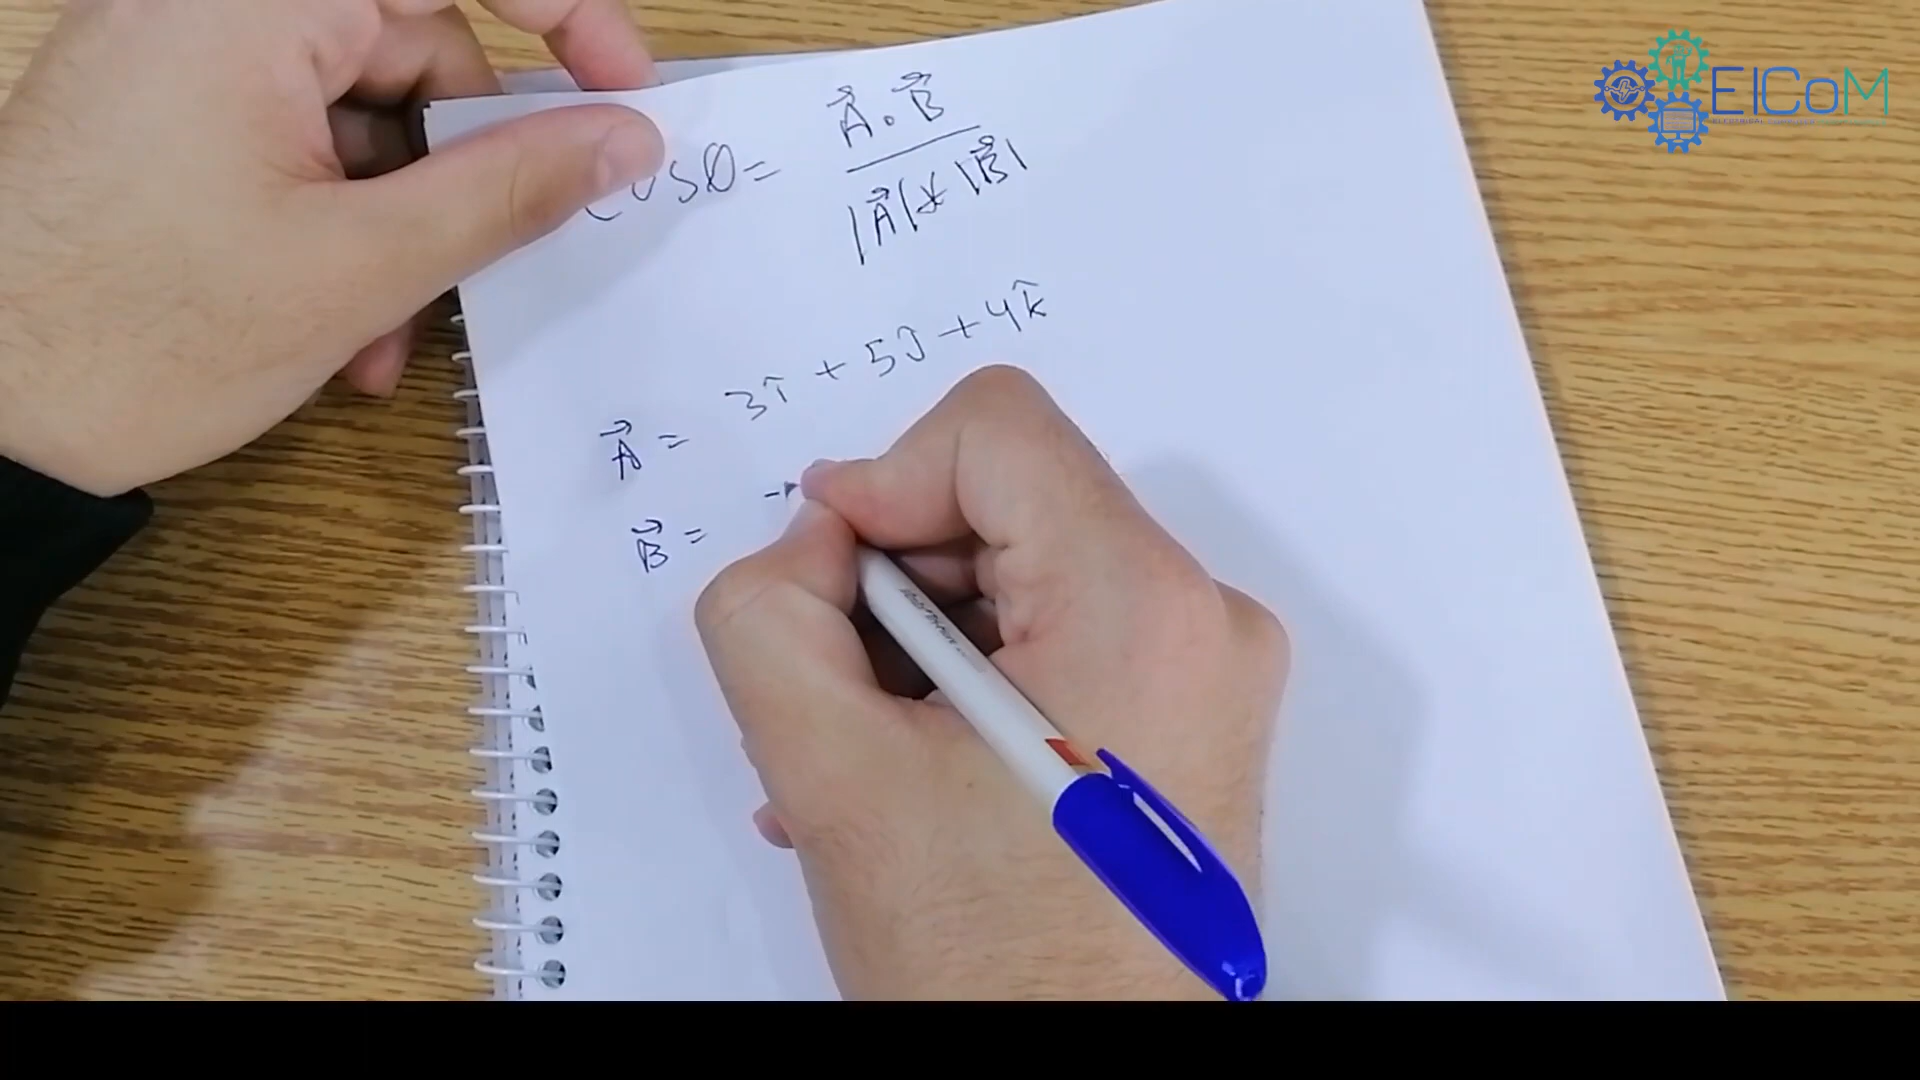 cosθ = A⃗ . B⃗
|A⃗| * |B⃗|
A⃗ = 3î + 5ĵ + 4k̂
B⃗ = -
EICoM